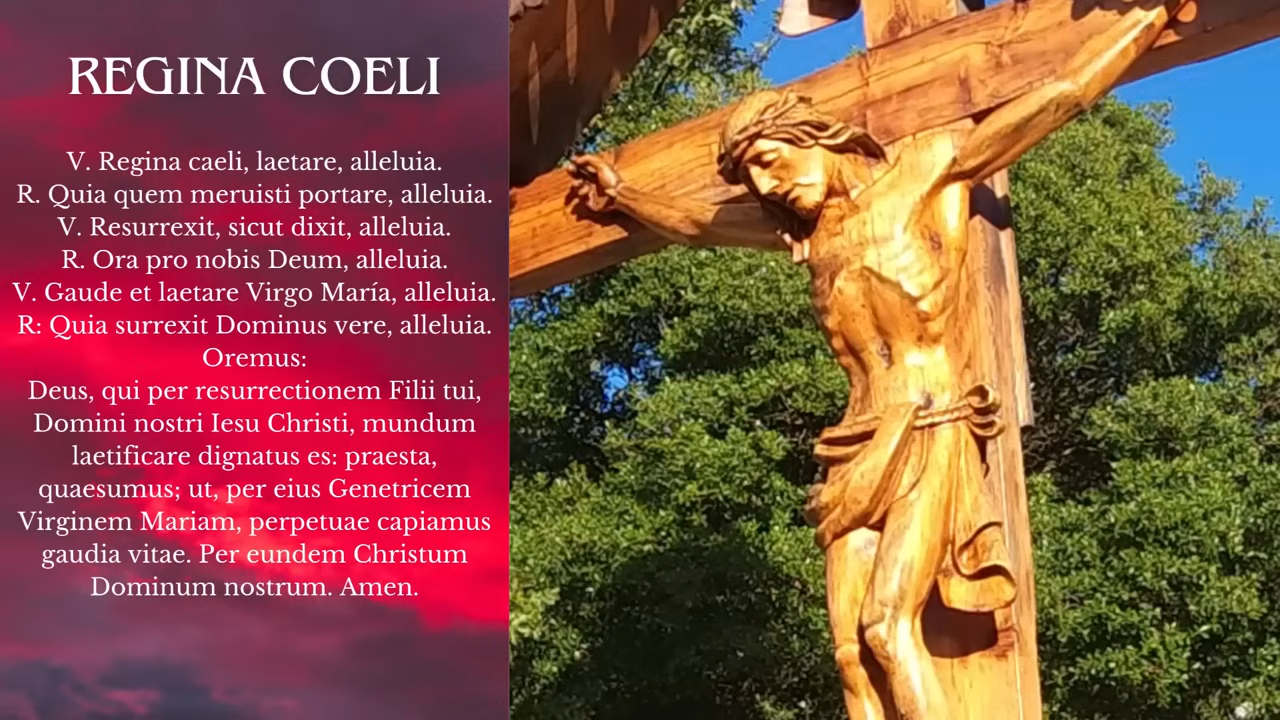 REGINA COELI
V. Regina caeli, laetare, alleluia.
R. Quia quem meruisti portare, alleluia.
V. Resurrexit, sicut dixit, alleluia.
R. Ora pro nobis Deum, alleluia.
V. Gaude et laetare Virgo María, alleluia.
R: Quia surrexit Dominus vere, alleluia.
Oremus:
Deus, qui per resurrectionem Filii tui,
Domini nostri Iesu Christi, mundum
laetificare dignatus es: praesta,
quaesumus; ut, per eius Genetricem
Virginem Mariam, perpetuae capiamus
gaudia vitae. Per eundem Christum
Dominum nostrum. Amen.